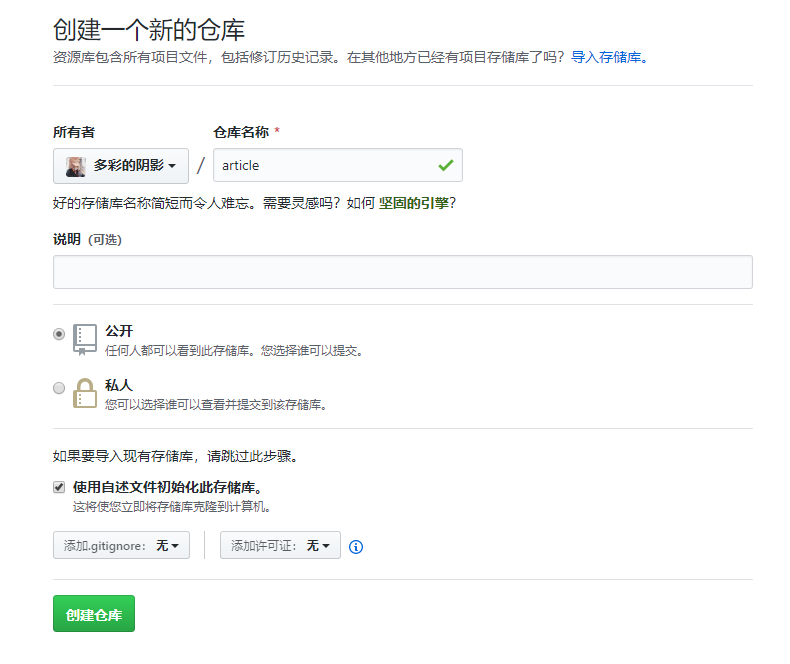 创建一个新的仓库
资源库包含所有项目文件，包括修订历史记录。在其他地方已经有项目存储库了吗？导入存储库。
所有者 仓库名称 *
多彩的阴影 / article
好的存储库名称简短而令人难忘。需要灵感吗？如何 坚固的引擎？
说明 (可选)
公开
任何人都可以看到此存储库。您选择谁可以提交。
私人
您可以选择谁可以查看并提交到该存储库。
如果要导入现有存储库，请跳过此步骤。
使用自述文件初始化此存储库。
这将使您立即将存储库克隆到计算机。
添加.gitignore： 无 添加许可证： 无
创建仓库